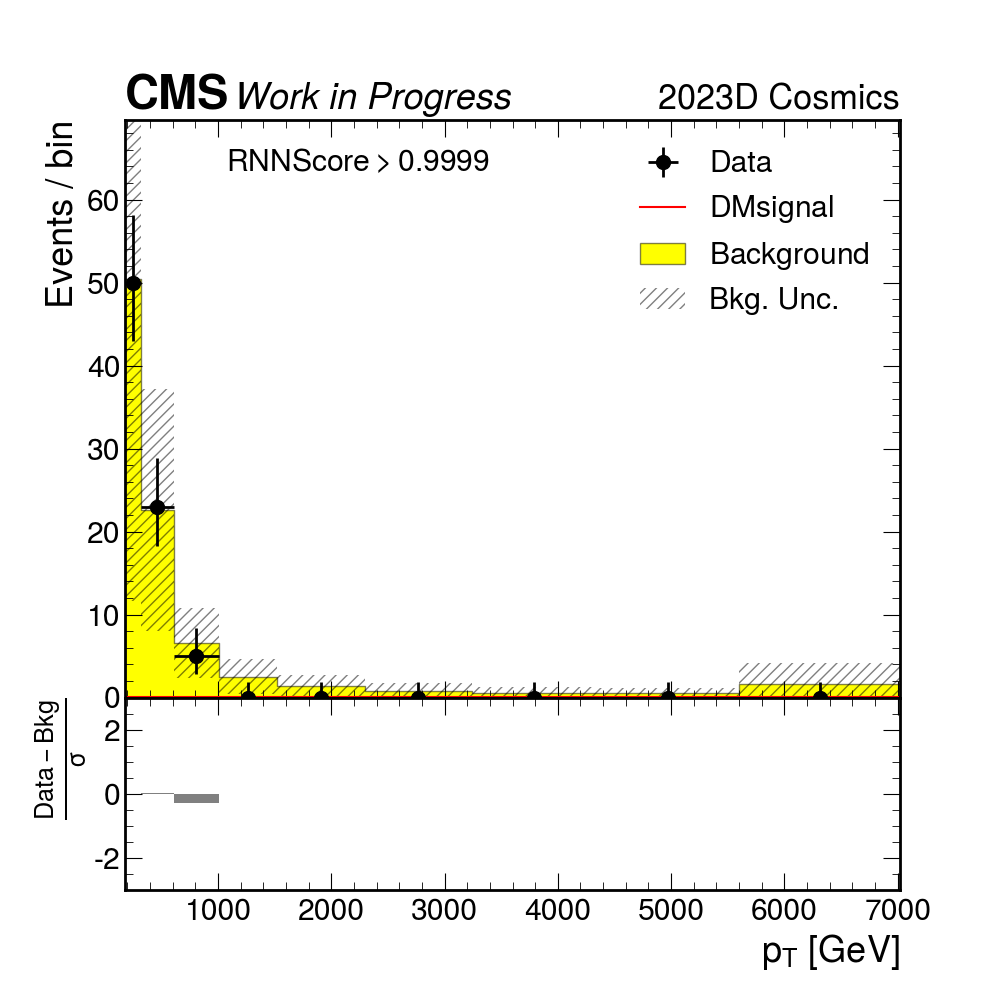 CMS Work in Progress 2023D Cosmics
RNNScore > 0.9999
Data
DMsignal
Background
Bkg. Unc.
Events / bin
60
50
40
30
20
10
0
Data – Bkg
σ
2
0
-2
1000 2000 3000 4000 5000 6000 7000
pT [GeV]